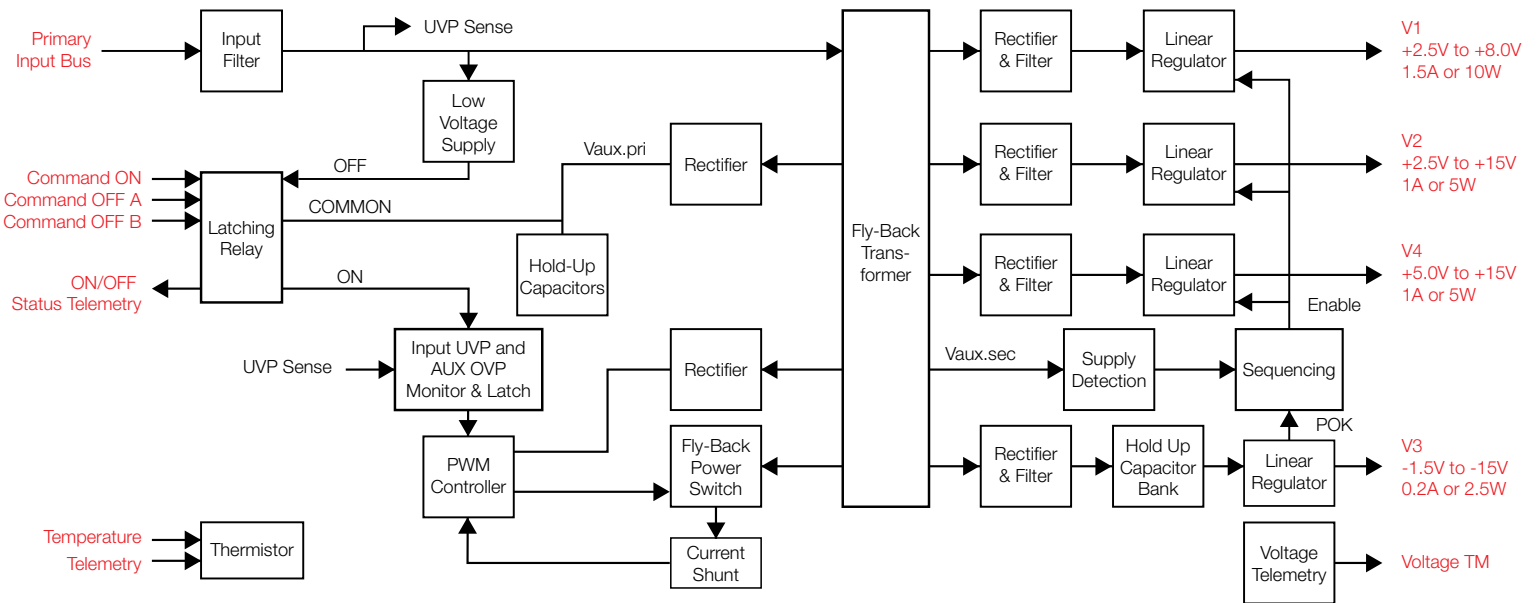 Primary
Input Bus
Input
Filter
UVP Sense
Low
Voltage
Supply
Rectifier
& Filter
Linear
Regulator
V1
+2.5V to +8.0V
1.5A or 10W
Vaux.pri
Rectifier
Rectifier
& Filter
Linear
Regulator
V2
+2.5V to +15V
1A or 5W
Command ON
Command OFF A
Command OFF B
OFF
COMMON
ON
Latching
Relay
ON/OFF
Status Telemetry
Hold-Up
Capacitors
Fly-Back
Trans-
former
Rectifier
& Filter
Linear
Regulator
V4
+5.0V to +15V
1A or 5W
Enable
UVP Sense
Input UVP and
AUX OVP
Monitor & Latch
Rectifier
Vaux.sec
Supply
Detection
Sequencing
POK
PWM
Controller
Fly-Back
Power
Switch
Rectifier
& Filter
Hold Up
Capacitor
Bank
Linear
Regulator
V3
-1.5V to -15V
0.2A or 2.5W
Temperature
Telemetry
Thermistor
Current
Shunt
Voltage
Telemetry
Voltage TM